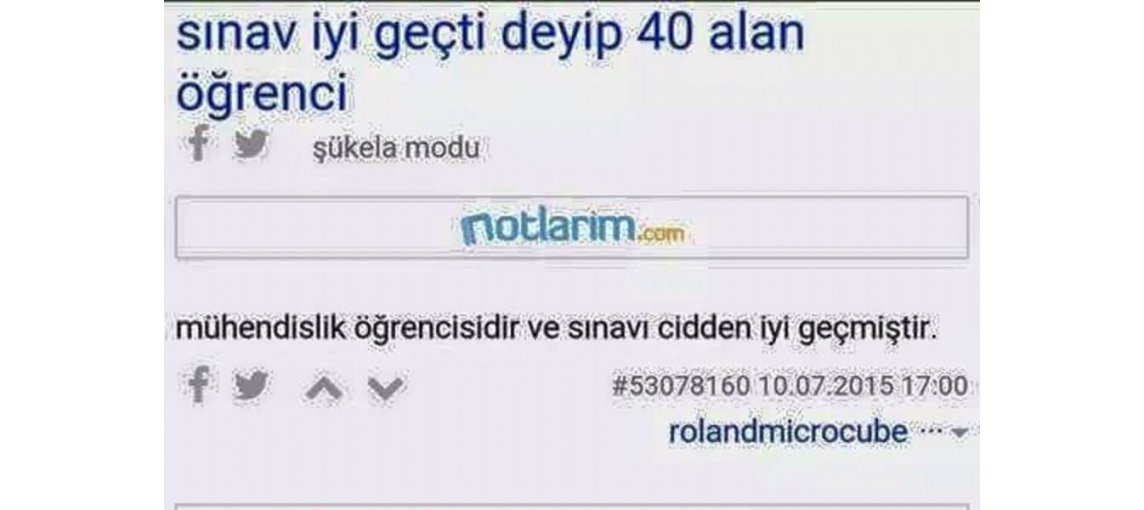 sınav iyi geçti deyip 40 alan
öğrenci
şükela modu
notlarim.com
mühendislik öğrencisidir ve sınavı cidden iyi geçmiştir.
#53078160 10.07.2015 17:00
rolandmicrocube ...